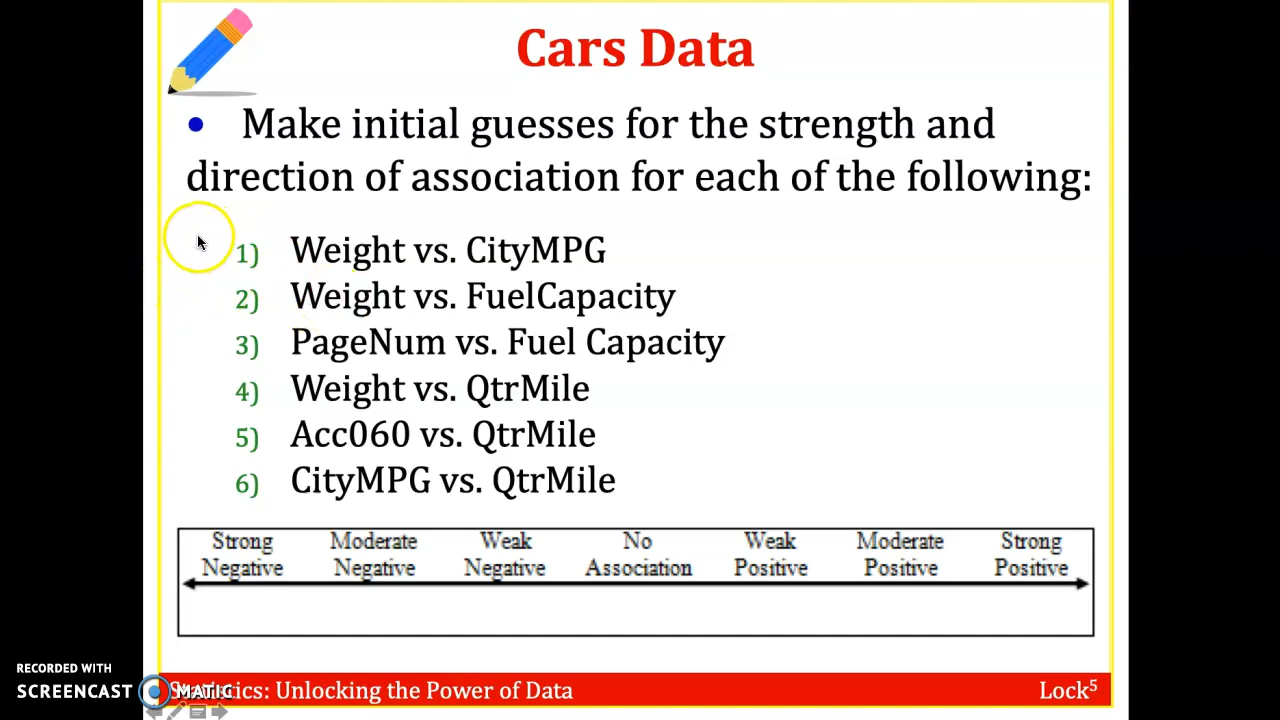 Cars Data
• Make initial guesses for the strength and
direction of association for each of the following:
1) Weight vs. CityMPG
2) Weight vs. FuelCapacity
3) PageNum vs. Fuel Capacity
4) Weight vs. QtrMile
5) Acc060 vs. QtrMile
6) CityMPG vs. QtrMile
Strong Moderate Weak No Weak Moderate Strong
Negative Negative Negative Association Positive Positive Positive
RECORDED WITH
SCREENCAST MATIC
Unlocking the Power of Data Lock5